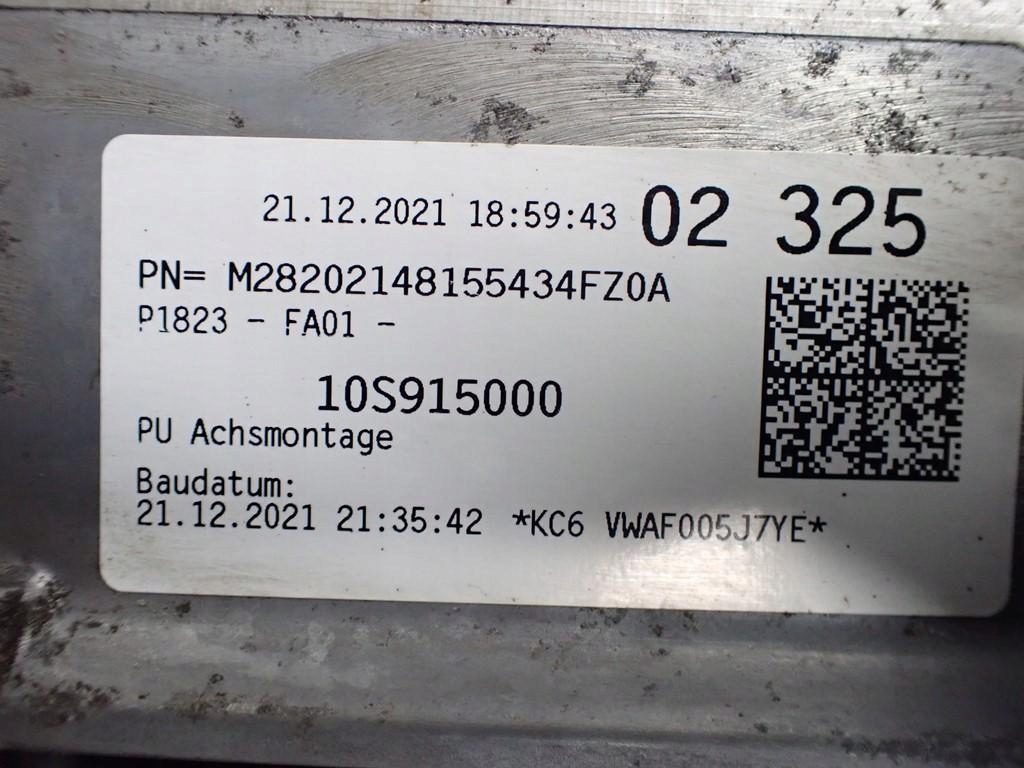 21.12.2021 18:59:43 02 325
PN= M28202148155434FZ0A
P1823 - FA01 -
10S915000
PU Achsmontage
Baudatum:
21.12.2021 21:35:42 *KC6 VWAF005J7YE*